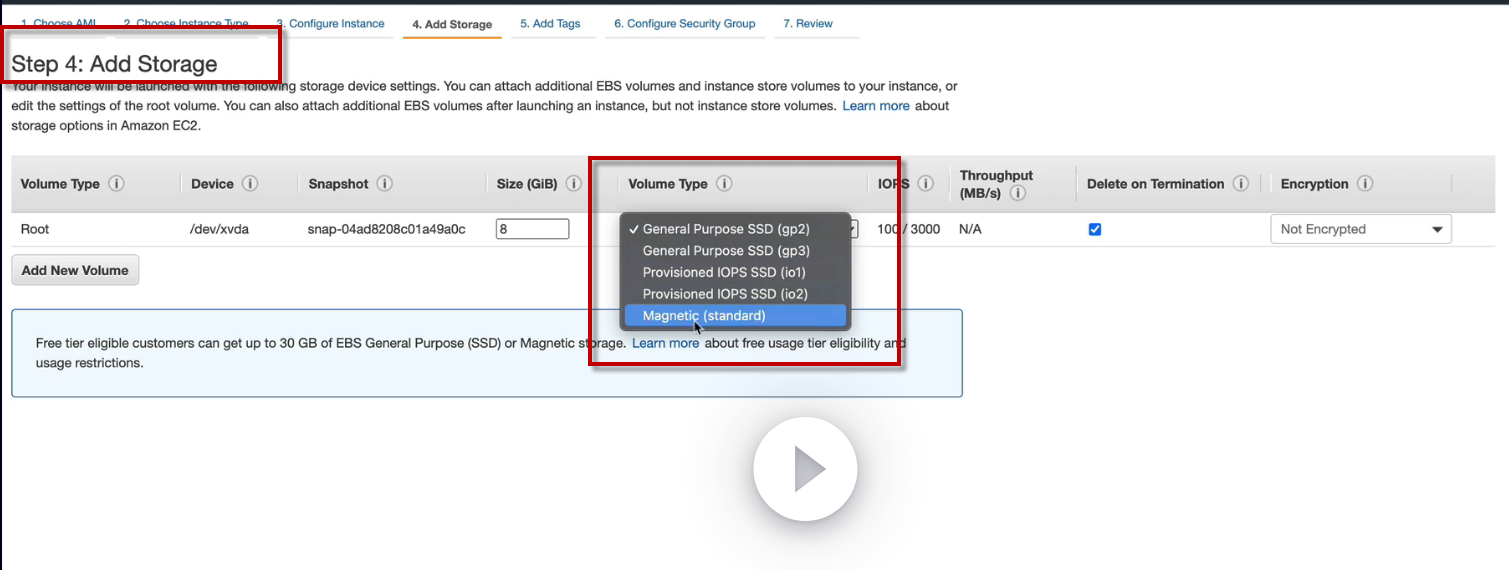 1. Choose AMI 2. Choose Instance Type 3. Configure Instance 4. Add Storage 5. Add Tags 6. Configure Security Group 7. Review
Step 4: Add Storage
Your instance will be launched with the following storage device settings. You can attach additional EBS volumes and instance store volumes to your instance, or
edit the settings of the root volume. You can also attach additional EBS volumes after launching an instance, but not instance store volumes. Learn more about
storage options in Amazon EC2.
Volume Type Device Snapshot Size (GiB) Volume Type IOPS Throughput (MB/s) Delete on Termination Encryption
Root /dev/xvda snap-04ad8208c01a49a0c 8 ✓ General Purpose SSD (gp2) 100 / 3000 N/A Not Encrypted
General Purpose SSD (gp3)
Provisioned IOPS SSD (io1)
Provisioned IOPS SSD (io2)
Magnetic (standard)
Add New Volume
Free tier eligible customers can get up to 30 GB of EBS General Purpose (SSD) or Magnetic storage. Learn more about free usage tier eligibility and
usage restrictions.